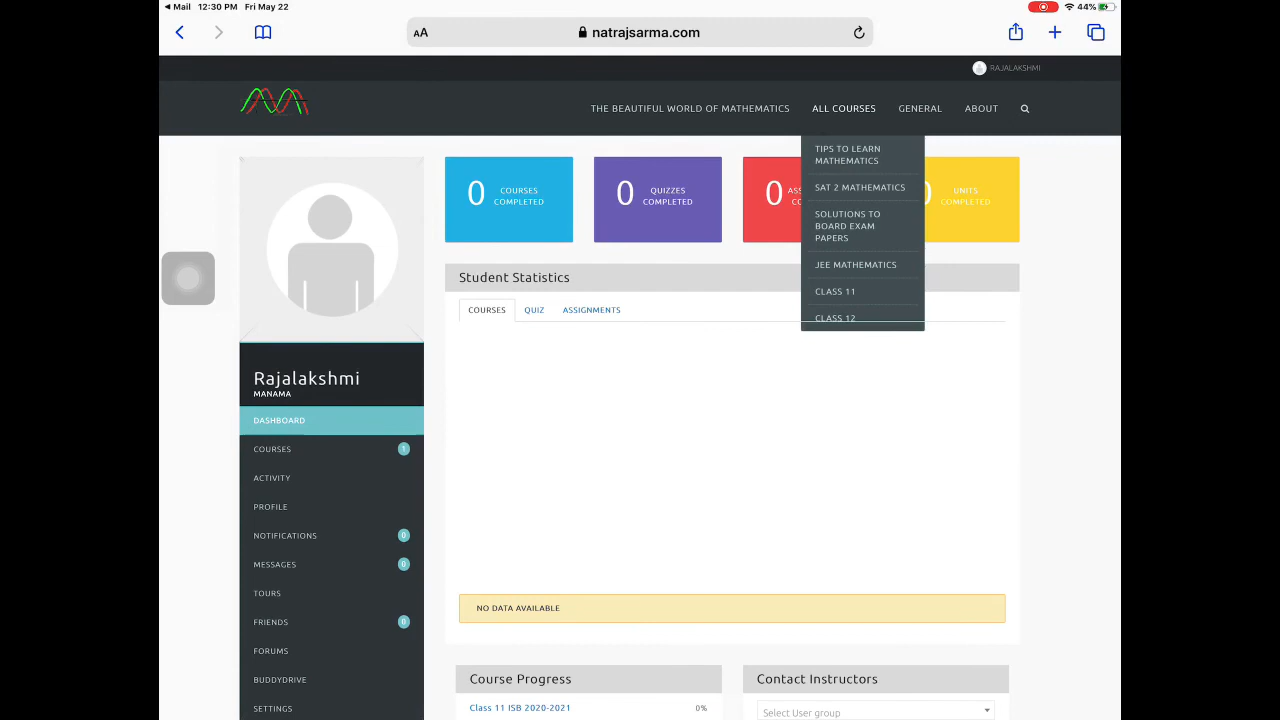 Mail 12:30 PM Fri May 22
44%
AA
natrajsarma.com
RAJALAKSHMI
THE BEAUTIFUL WORLD OF MATHEMATICS
ALL COURSES
GENERAL
ABOUT
TIPS TO LEARN
MATHEMATICS
SAT 2 MATHEMATICS
SOLUTIONS TO
BOARD EXAM
PAPERS
JEE MATHEMATICS
CLASS 11
CLASS 12
0 COURSES
COMPLETED
0 QUIZZES
COMPLETED
0
UNITS
COMPLETED
Student Statistics
COURSES
QUIZ
ASSIGNMENTS
NO DATA AVAILABLE
Rajalakshmi
MANAMA
DASHBOARD
COURSES 1
ACTIVITY
PROFILE
NOTIFICATIONS 0
MESSAGES 0
TOURS
FRIENDS 0
FORUMS
BUDDYDRIVE
SETTINGS
Course Progress
Class 11 ISB 2020-2021 0%
Contact Instructors
Select User group